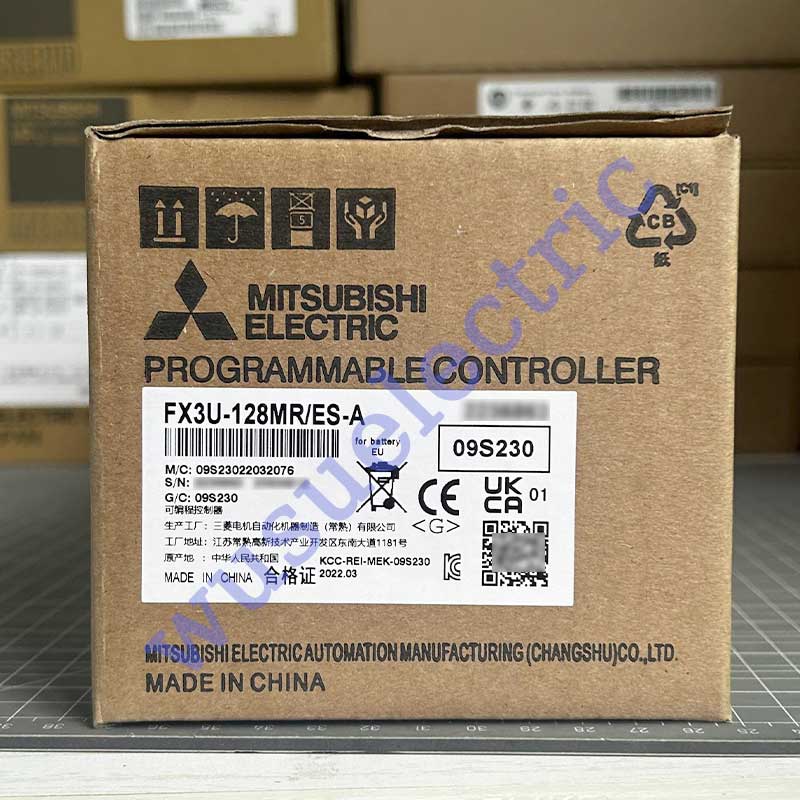 MITSUBISHI
[C1]
5
CB
纸
MITSUBISHI
ELECTRIC
PROGRAMMABLE CONTROLLER
FX3U-128MR/ES-A
for battery
EU
09S230
M/C: 09S23022032076
S/N:
G/C: 09S230
可编程控制器
CE
UK
CA
01
<G>
生产工厂: 三菱电机自动化机器制造 (常熟) 有限公司
工厂地址: 江苏常熟高新技术产业开发区东南大道1181号
原产地: 中华人民共和国
KCC-REI-MEK-09S230
MADE IN CHINA 合格证 2022.03
MITSUBISHI ELECTRIC AUTOMATION MANUFACTURING (CHANGSHU)CO.,LTD.
MADE IN CHINA
wusuelectric